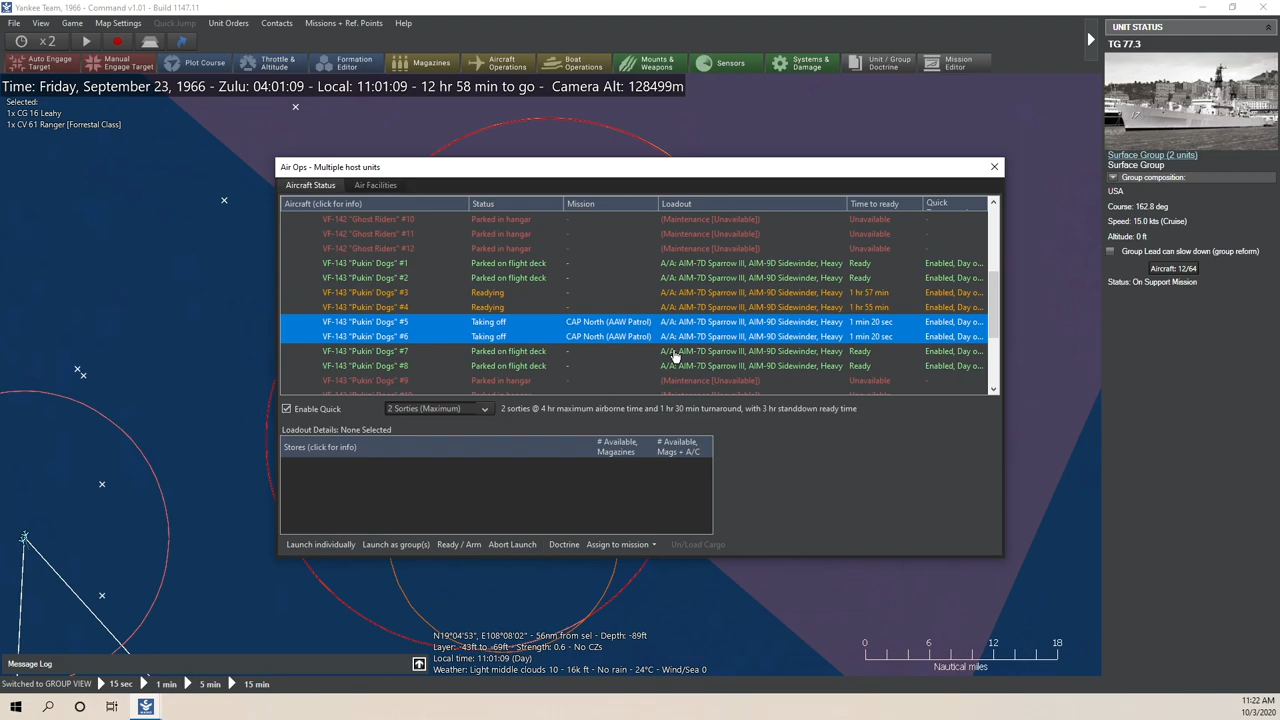 Yankee Team, 1966 - Command v1.01 - Build 1147.11
File View Game Map Settings Quick Jump Unit Orders Contacts Missions + Ref. Points Help
x 2
Auto Engage Target
Manual Engage Target
Plot Course
Throttle & Altitude
Formation Editor
Magazines
Aircraft Operations
Boat Operations
Mounts & Weapons
Sensors
Systems & Damage
Unit / Group Doctrine
Mission Editor
Time: Friday, September 23, 1966 - Zulu: 04:01:09 - Local: 11:01:09 - 12 hr 58 min to go - Camera Alt: 128499m
Selected:
1x CG 16 Leahy
1x CV 61 Ranger [Forrestal Class]
Air Ops - Multiple host units
Aircraft Status Air Facilities
Aircraft (click for info) Status Mission Loadout Time to ready Quick
VF-142 "Ghost Riders" #10 Parked in hangar - (Maintenance [Unavailable]) Unavailable -
VF-142 "Ghost Riders" #11 Parked in hangar - (Maintenance [Unavailable]) Unavailable -
VF-142 "Ghost Riders" #12 Parked in hangar - (Maintenance [Unavailable]) Unavailable -
VF-143 "Pukin' Dogs" #1 Parked on flight deck - A/A: AIM-7D Sparrow III, AIM-9D Sidewinder, Heavy Ready Enabled, Day o...
VF-143 "Pukin' Dogs" #2 Parked on flight deck - A/A: AIM-7D Sparrow III, AIM-9D Sidewinder, Heavy Ready Enabled, Day o...
VF-143 "Pukin' Dogs" #3 Readying - A/A: AIM-7D Sparrow III, AIM-9D Sidewinder, Heavy 1 hr 57 min Enabled, Day o...
VF-143 "Pukin' Dogs" #4 Readying - A/A: AIM-7D Sparrow III, AIM-9D Sidewinder, Heavy 1 hr 55 min Enabled, Day o...
VF-143 "Pukin' Dogs" #5 Taking off CAP North (AAW Patrol) A/A: AIM-7D Sparrow III, AIM-9D Sidewinder, Heavy 1 min 20 sec Enabled, Day o...
VF-143 "Pukin' Dogs" #6 Taking off CAP North (AAW Patrol) A/A: AIM-7D Sparrow III, AIM-9D Sidewinder, Heavy 1 min 20 sec Enabled, Day o...
VF-143 "Pukin' Dogs" #7 Parked on flight deck - A/A: AIM-7D Sparrow III, AIM-9D Sidewinder, Heavy Ready Enabled, Day o...
VF-143 "Pukin' Dogs" #8 Parked on flight deck - A/A: AIM-7D Sparrow III, AIM-9D Sidewinder, Heavy Ready Enabled, Day o...
VF-143 "Pukin' Dogs" #9 Parked in hangar - (Maintenance [Unavailable]) Unavailable -
Enable Quick 2 Sorties (Maximum) 2 sorties @ 4 hr maximum airborne time and 1 hr 30 min turnaround, with 3 hr standdown ready time
Loadout Details: None Selected
Stores (click for info) # Available, Magazines # Available, Mags + A/C
Launch individually Launch as group(s) Ready / Arm Abort Launch Doctrine Assign to mission Un/Load Cargo
N19°04'53", E108°08'02" - 56nm from sel - Depth: -89ft
Layer: -43ft to -69ft - Strength: 0.6 - No CZs
Local time: 11:01:09 (Day)
Weather: Light middle clouds 10 - 16k ft - No rain - 24°C - Wind/Sea 0
0 6 12 18
Nautical miles
UNIT STATUS
TG 77.3
Surface Group (2 units)
Surface Group
Group composition:
USA
Course: 162.8 deg
Speed: 15.0 kts (Cruise)
Altitude: 0 ft
Group Lead can slow down (group reform)
Aircraft: 12/64
Status: On Support Mission
Message Log
Switched to GROUP VIEW 15 sec 1 min 5 min 15 min
11:22 AM
10/3/2020